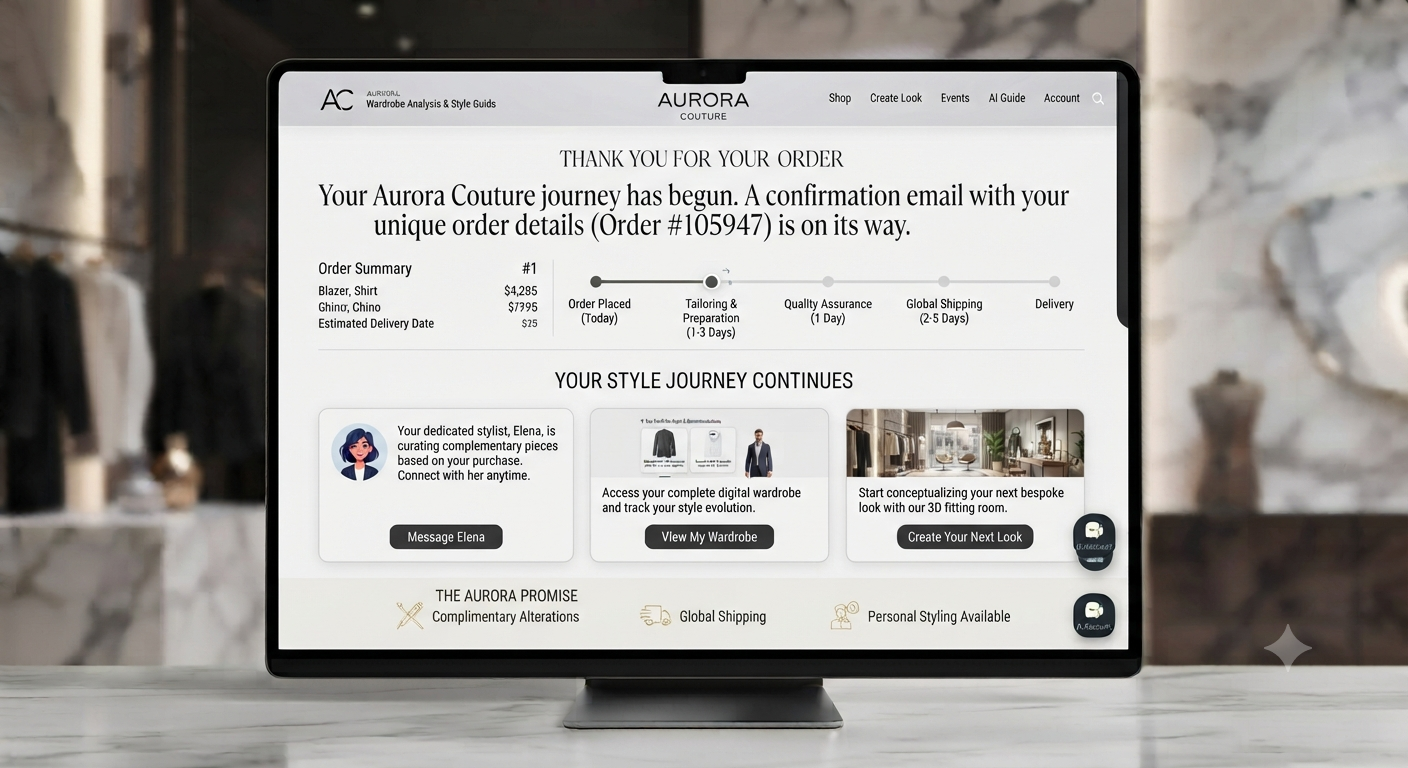 AC
Wardrobe Analysis & Style Guids
AURORA
COUTURE
Shop Create Look Events AI Guide Account
THANK YOU FOR YOUR ORDER
Your Aurora Couture journey has begun. A confirmation email with your
unique order details (Order #105947) is on its way.
Order Summary #1
Blazer, Shirt $4,285
Chino
Estimated Delivery Date $25
Order Placed
(Today)
Tailoring &
Preparation
(1-3 Days)
Quality Assurance
(1 Day)
Global Shipping
(2-5 Days)
Delivery
YOUR STYLE JOURNEY CONTINUES
Your dedicated stylist, Elena, is
curating complementary pieces
based on your purchase.
Connect with her anytime.
Message Elena
Access your complete digital wardrobe
and track your style evolution.
VIew My Wardrobe
Start conceptualizing your next bespoke
look with our 3D fitting room.
Create Your Next Look
THE AURORA PROMISE
Complimentary Alterations
Global Shipping
Personal Styling Available